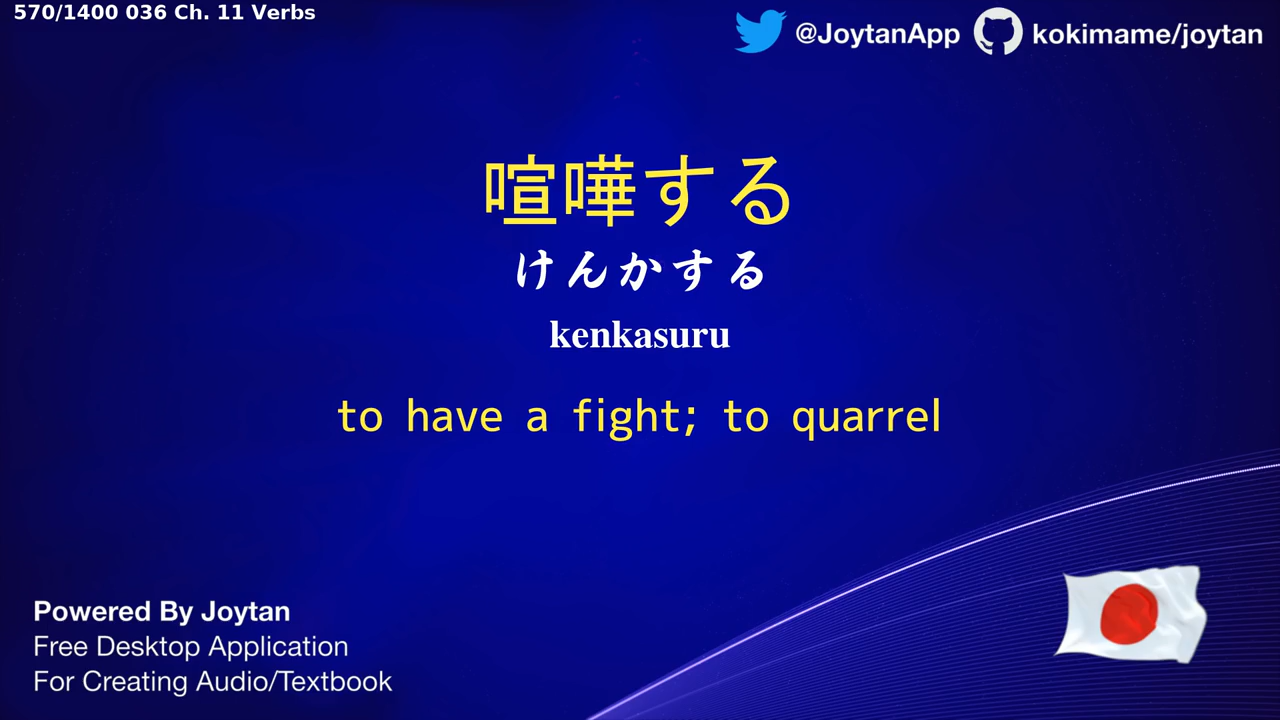 570/1400 036 Ch. 11 Verbs
@JoytanApp kokimame/joytan
喧嘩する
けんかする
kenkasuru
to have a fight; to quarrel
Powered By Joytan
Free Desktop Application
For Creating Audio/Textbook